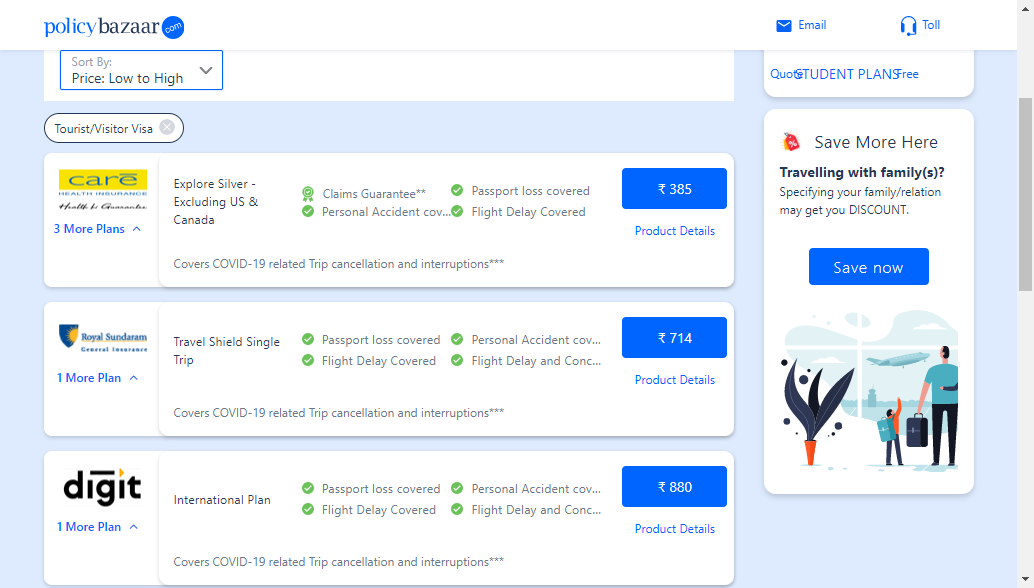 policybazaar.com
Email
Toll
Sort By:
Price: Low to High
Quote
STUDENT PLANS
Free
Tourist/Visitor Visa
care
HEALTH INSURANCE
Health ki Guarantee
3 More Plans
Explore Silver -
Excluding US &
Canada
Claims Guarantee**
Passport loss covered
Personal Accident cov...
Flight Delay Covered
₹ 385
Product Details
Covers COVID-19 related Trip cancellation and interruptions***
Royal Sundaram
General Insurance
1 More Plan
Travel Shield Single
Trip
Passport loss covered
Personal Accident cov...
Flight Delay Covered
Flight Delay and Conc...
₹ 714
Product Details
Covers COVID-19 related Trip cancellation and interruptions***
digit
1 More Plan
International Plan
Passport loss covered
Personal Accident cov...
Flight Delay Covered
Flight Delay and Conc...
₹ 880
Product Details
Covers COVID-19 related Trip cancellation and interruptions***
Save More Here
Travelling with family(s)?
Specifying your family/relation
may get you DISCOUNT.
Save now